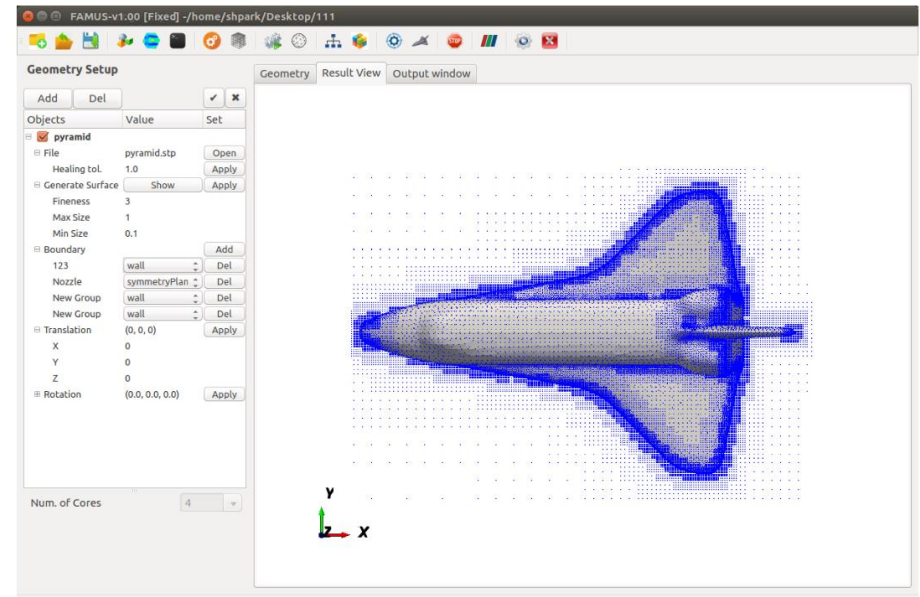 FAMUS-v1.00 [Fixed] -/home/shpark/Desktop/111
STOP
Geometry Setup
Geometry Result View Output window
Add Del
Objects Value Set
pyramid
File pyramid.stp Open
Healing tol. 1.0 Apply
Generate Surface Show Apply
Fineness 3
Max Size 1
Min Size 0.1
Boundary Add
123 wall Del
Nozzle symmetryPlan Del
New Group wall Del
New Group wall Del
Translation (0, 0, 0) Apply
X 0
Y 0
Z 0
Rotation (0.0, 0.0, 0.0) Apply
Num. of Cores 4
Y
Z X